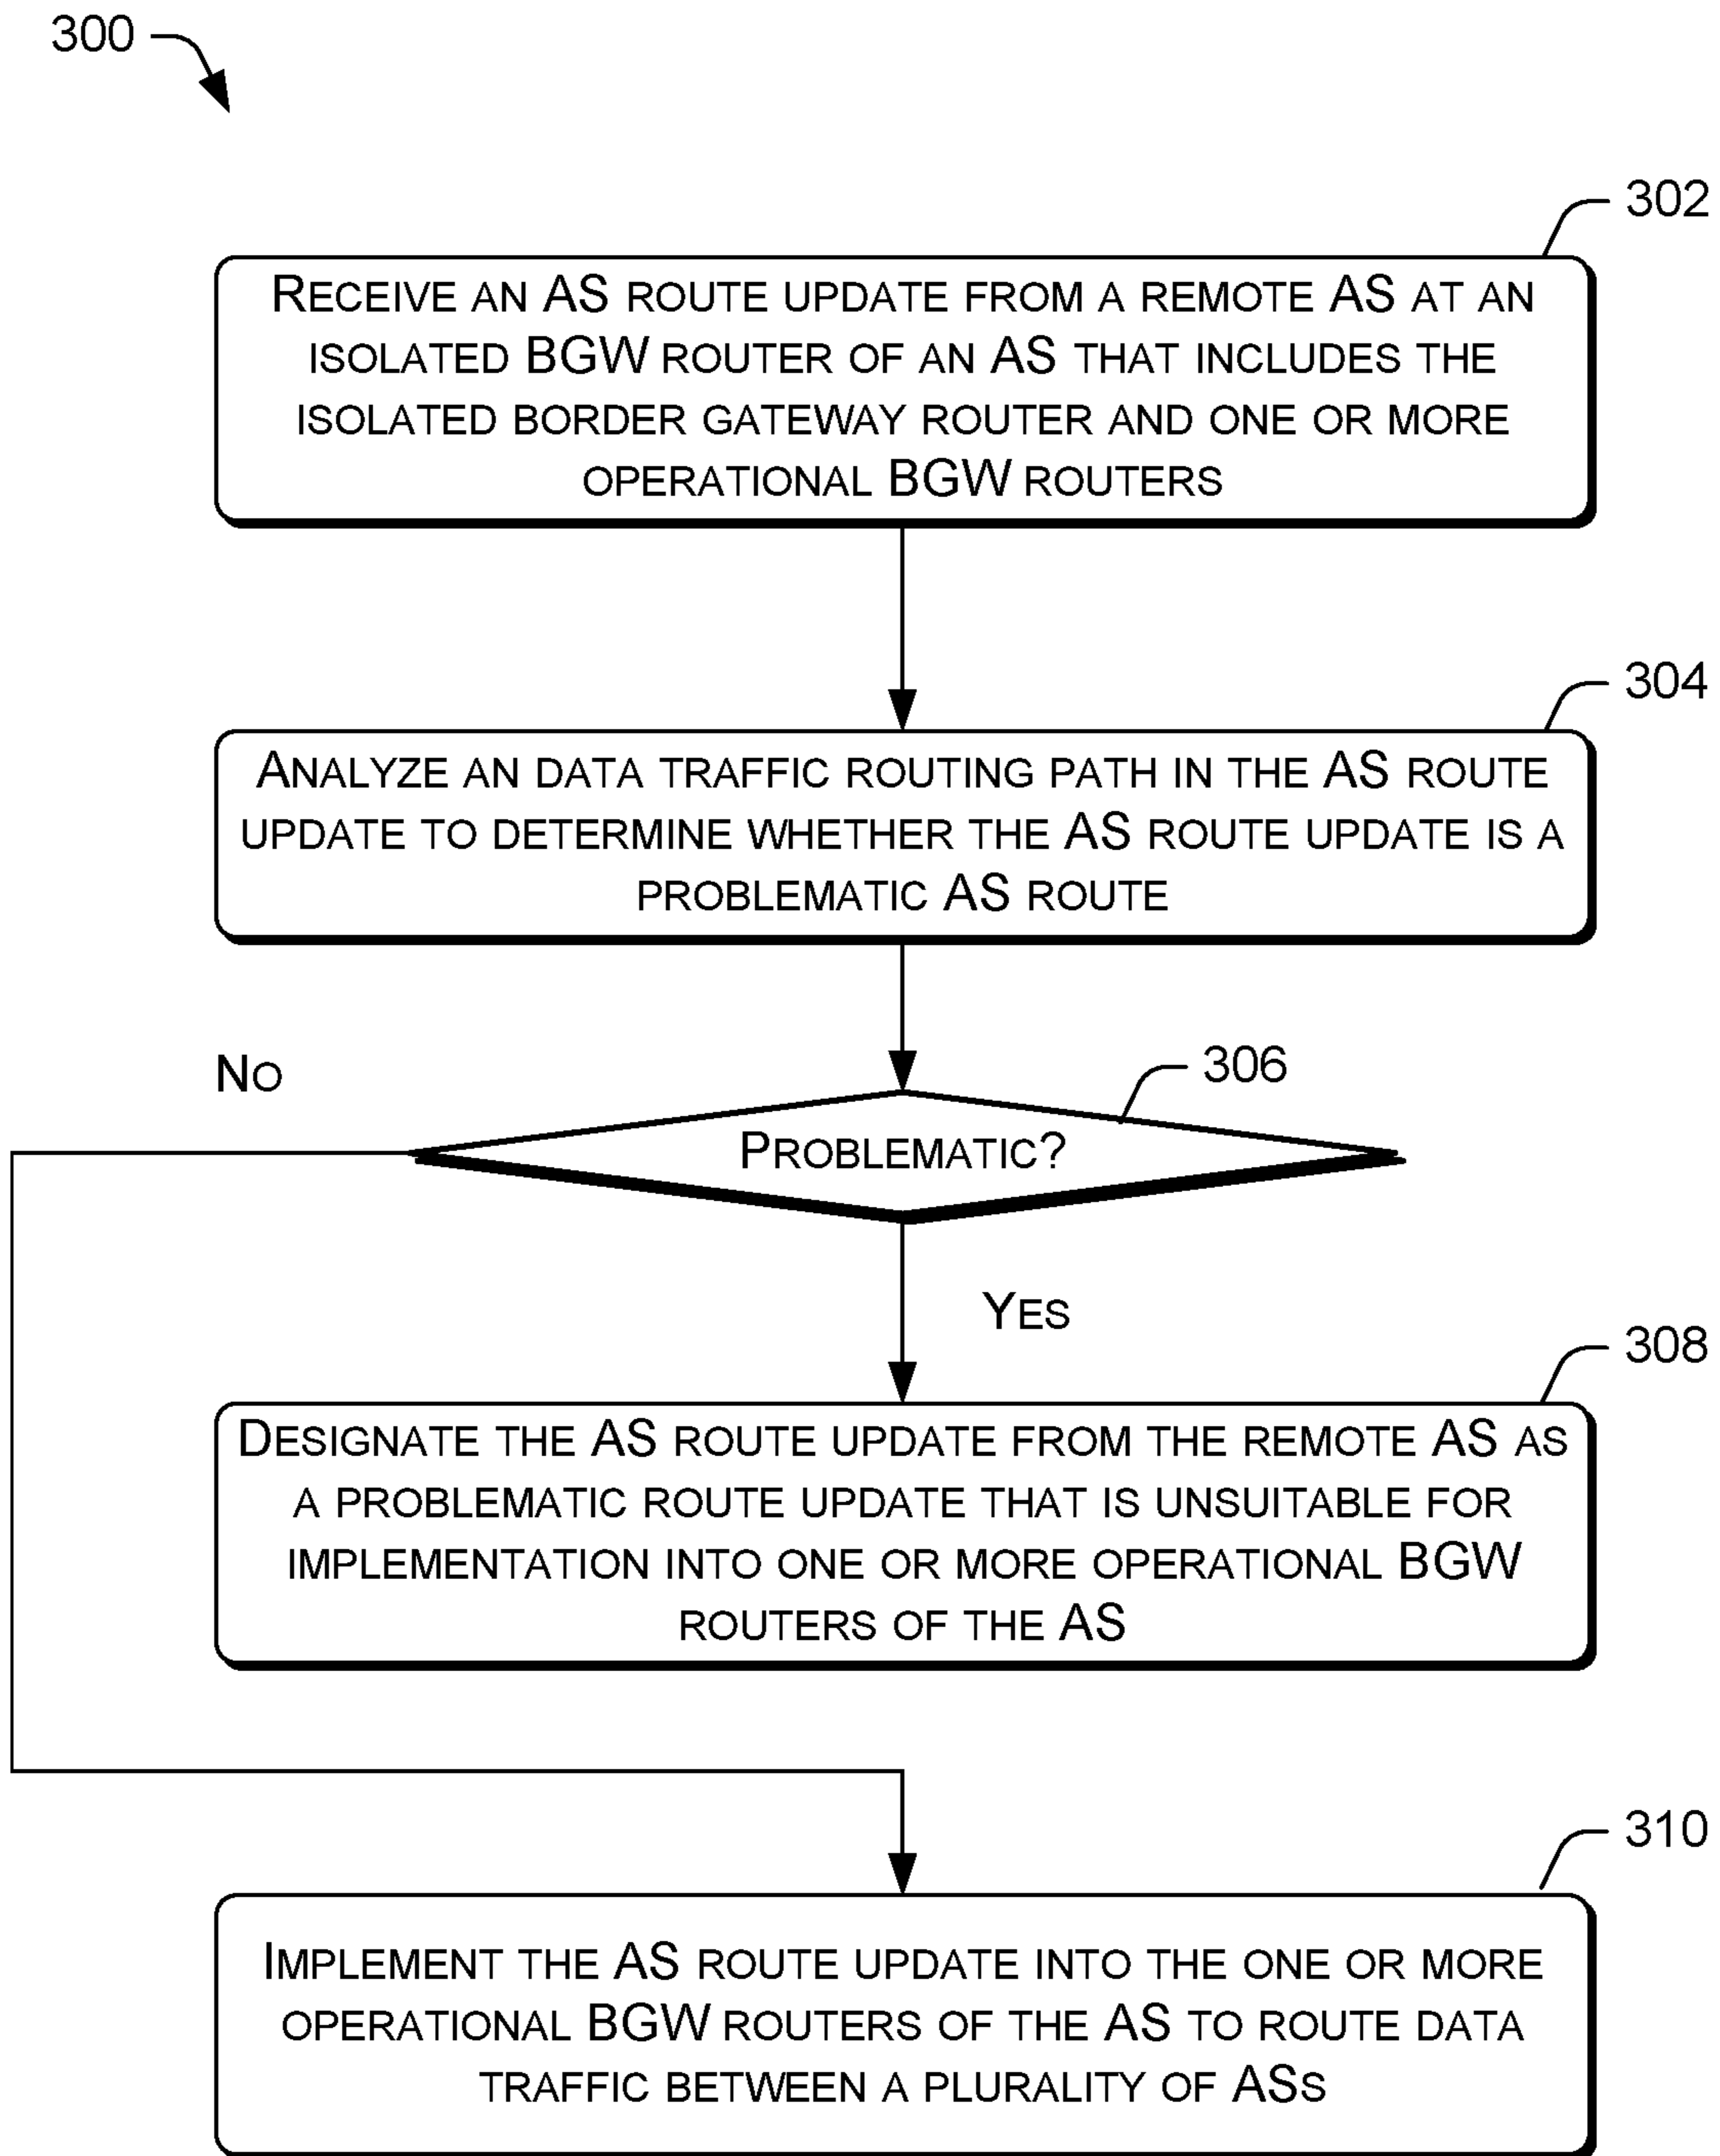 300
302
RECEIVE AN AS ROUTE UPDATE FROM A REMOTE AS AT AN
ISOLATED BGW ROUTER OF AN AS THAT INCLUDES THE
ISOLATED BORDER GATEWAY ROUTER AND ONE OR MORE
OPERATIONAL BGW ROUTERS
304
ANALYZE AN DATA TRAFFIC ROUTING PATH IN THE AS ROUTE
UPDATE TO DETERMINE WHETHER THE AS ROUTE UPDATE IS A
PROBLEMATIC AS ROUTE
NO
306
PROBLEMATIC?
YES
308
DESIGNATE THE AS ROUTE UPDATE FROM THE REMOTE AS AS
A PROBLEMATIC ROUTE UPDATE THAT IS UNSUITABLE FOR
IMPLEMENTATION INTO ONE OR MORE OPERATIONAL BGW
ROUTERS OF THE AS
310
IMPLEMENT THE AS ROUTE UPDATE INTO THE ONE OR MORE
OPERATIONAL BGW ROUTERS OF THE AS TO ROUTE DATA
TRAFFIC BETWEEN A PLURALITY OF ASS